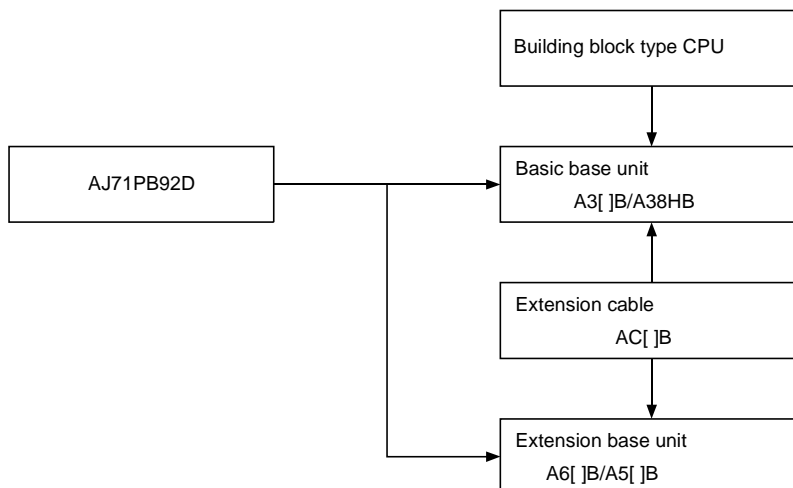 Building block type CPU
AJ71PB92D
Basic base unit
A3[ ]B/A38HB
Extension cable
AC[ ]B
Extension base unit
A6[ ]B/A5[ ]B